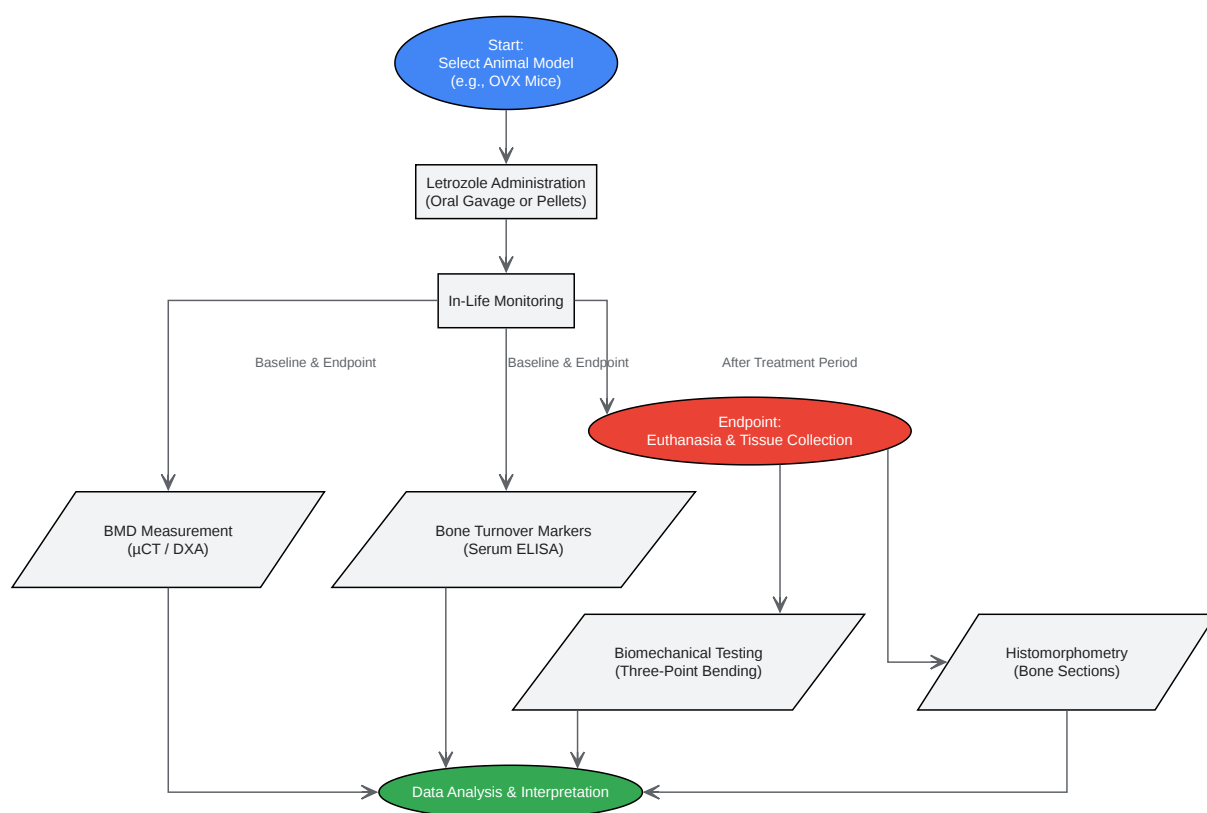 Start:
Select Animal Model
(e.g., OVX Mice)
Letrozole Administration
(Oral Gavage or Pellets)
In-Life Monitoring
Baseline & Endpoint
Baseline & Endpoint
After Treatment Period
Endpoint:
Euthanasia & Tissue Collection
BMD Measurement
(µCT / DXA)
Bone Turnover Markers
(Serum ELISA)
Biomechanical Testing
(Three-Point Bending)
Histomorphometry
(Bone Sections)
Data Analysis & Interpretation